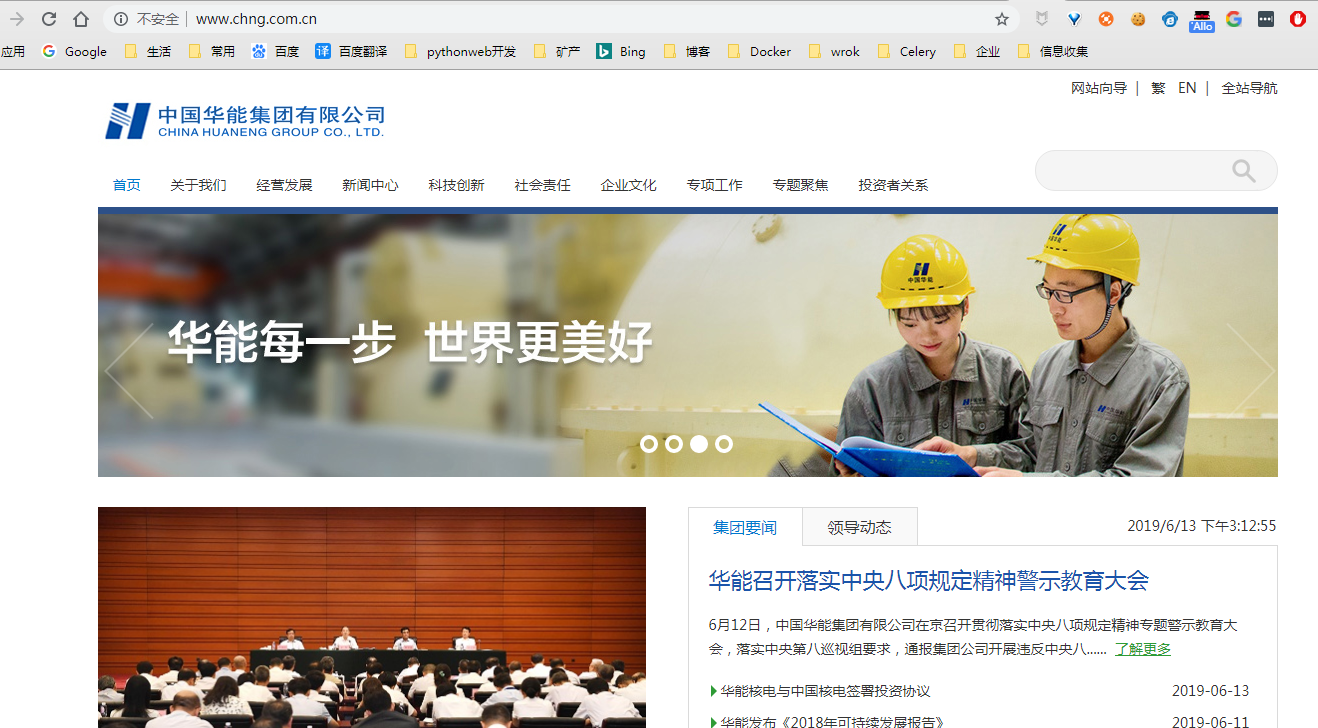 不安全 www.chng.com.cn
'Allo
应用 Google 生活 常用 百度 译 百度翻译 pythonweb开发 矿产 Bing 博客 Docker wrok Celery 企业 信息收集
网站向导 | 繁 EN | 全站导航
中国华能集团有限公司
CHINA HUANENG GROUP CO., LTD.
首页 关于我们 经营发展 新闻中心 科技创新 社会责任 企业文化 专项工作 专题聚焦 投资者关系
华能每一步 世界更美好
中国华能
集团要闻 领导动态 2019/6/13 下午3:12:55
华能召开落实中央八项规定精神警示教育大会
6月12日，中国华能集团有限公司在京召开贯彻落实中央八项规定精神专题警示教育大
会，落实中央第八巡视组要求，通报集团公司开展违反中央八...... 了解更多
华能核电与中国核电签署投资协议 2019-06-13
华能发布《2018年可持续发展报告》 2019-06-11